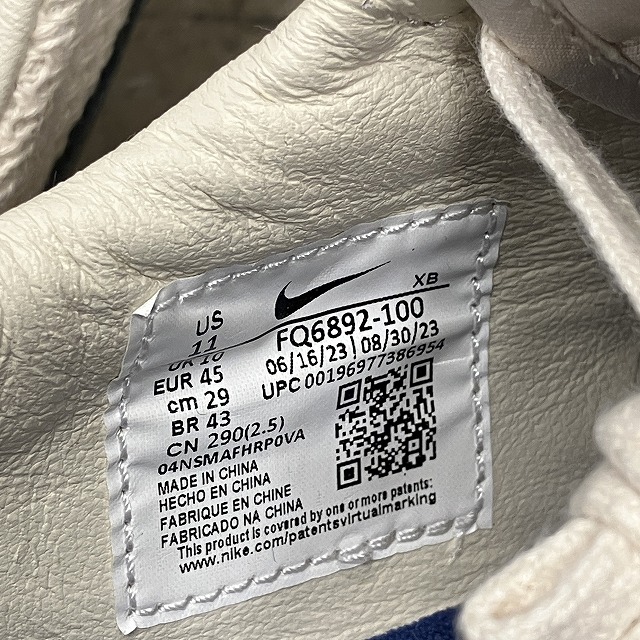 XB
US
11
UK 10
EUR 45
cm 29
BR 43
CN 290(2.5)
04NSMAFHRP0VA
FQ6892-100
06/16/23 | 08/30/23
UPC 00196977386954
MADE IN CHINA
HECHO EN CHINA
FABRIQUE EN CHINE
FABRICADO NA CHINA
This product is covered by one or more patents:
www.nike.com/patentsvirtualmarking